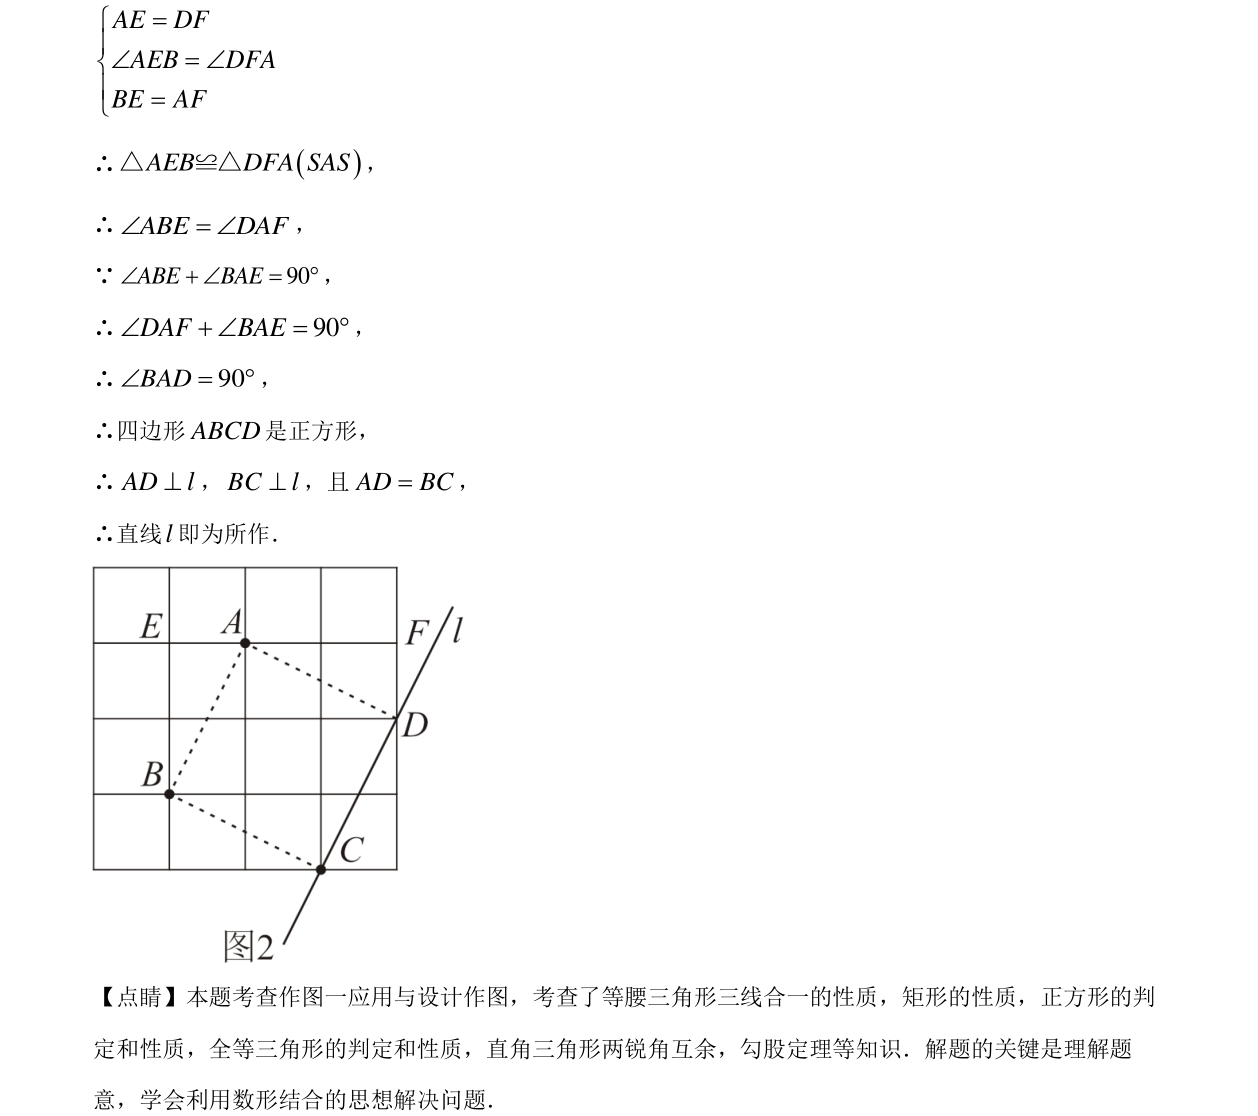 AE = DF
∠AEB = ∠DFA
BE = AF
∴ △AEB≌△DFA(SAS)，
∴ ∠ABE = ∠DAF，
∵ ∠ABE + ∠BAE = 90°，
∴ ∠DAF + ∠BAE = 90°，
∴ ∠BAD = 90°，
∴四边形 ABCD 是正方形，
∴ AD ⊥ l，BC ⊥ l，且 AD = BC，
∴直线 l 即为所作．
E A F l
D
B
C
图2
【点睛】本题考查作图一应用与设计作图，考查了等腰三角形三线合一的性质，矩形的性质，正方形的判
定和性质，全等三角形的判定和性质，直角三角形两锐角互余，勾股定理等知识．解题的关键是理解题
意，学会利用数形结合的思想解决问题．